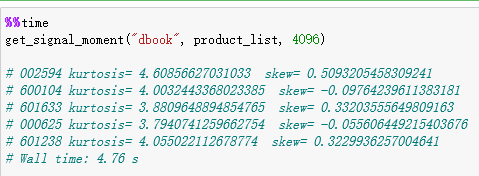 %%time
get_signal_moment("dbook", product_list, 4096)
# 002594 kurtosis= 4.60856627031033  skew= 0.5093205458309241
# 600104 kurtosis= 4.0032443368023385  skew= -0.09764239611383181
# 601633 kurtosis= 3.8809648894854765  skew= 0.33203555649809163
# 000625 kurtosis= 3.7940741259662754  skew= -0.055606449215403676
# 601238 kurtosis= 4.055022112678774  skew= 0.3229936257004641
# Wall time: 4.76 s